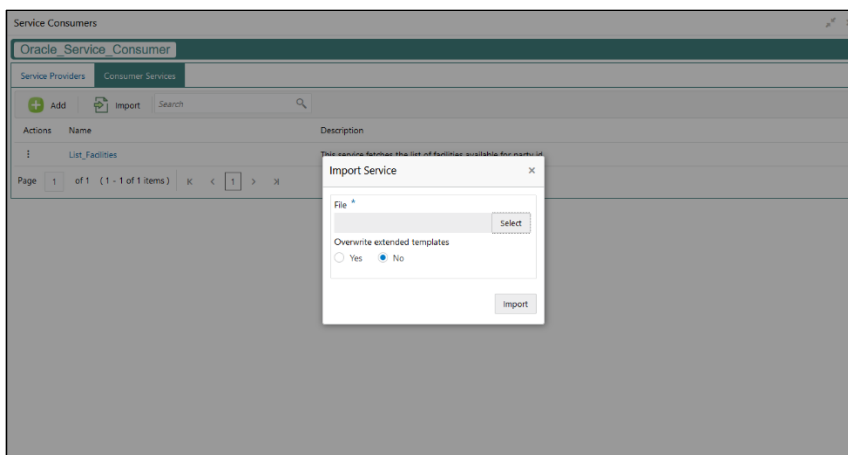 Service Consumers
Oracle_Service_Consumer
Service Providers Consumer Services
Add Import Search
Actions Name Description
List_Facilities This service fetches the list of facilities available for party id
Page 1 of 1 (1 - 1 of 1 items) 1
Import Service
File *
Select
Overwrite extended templates
Yes No
Import